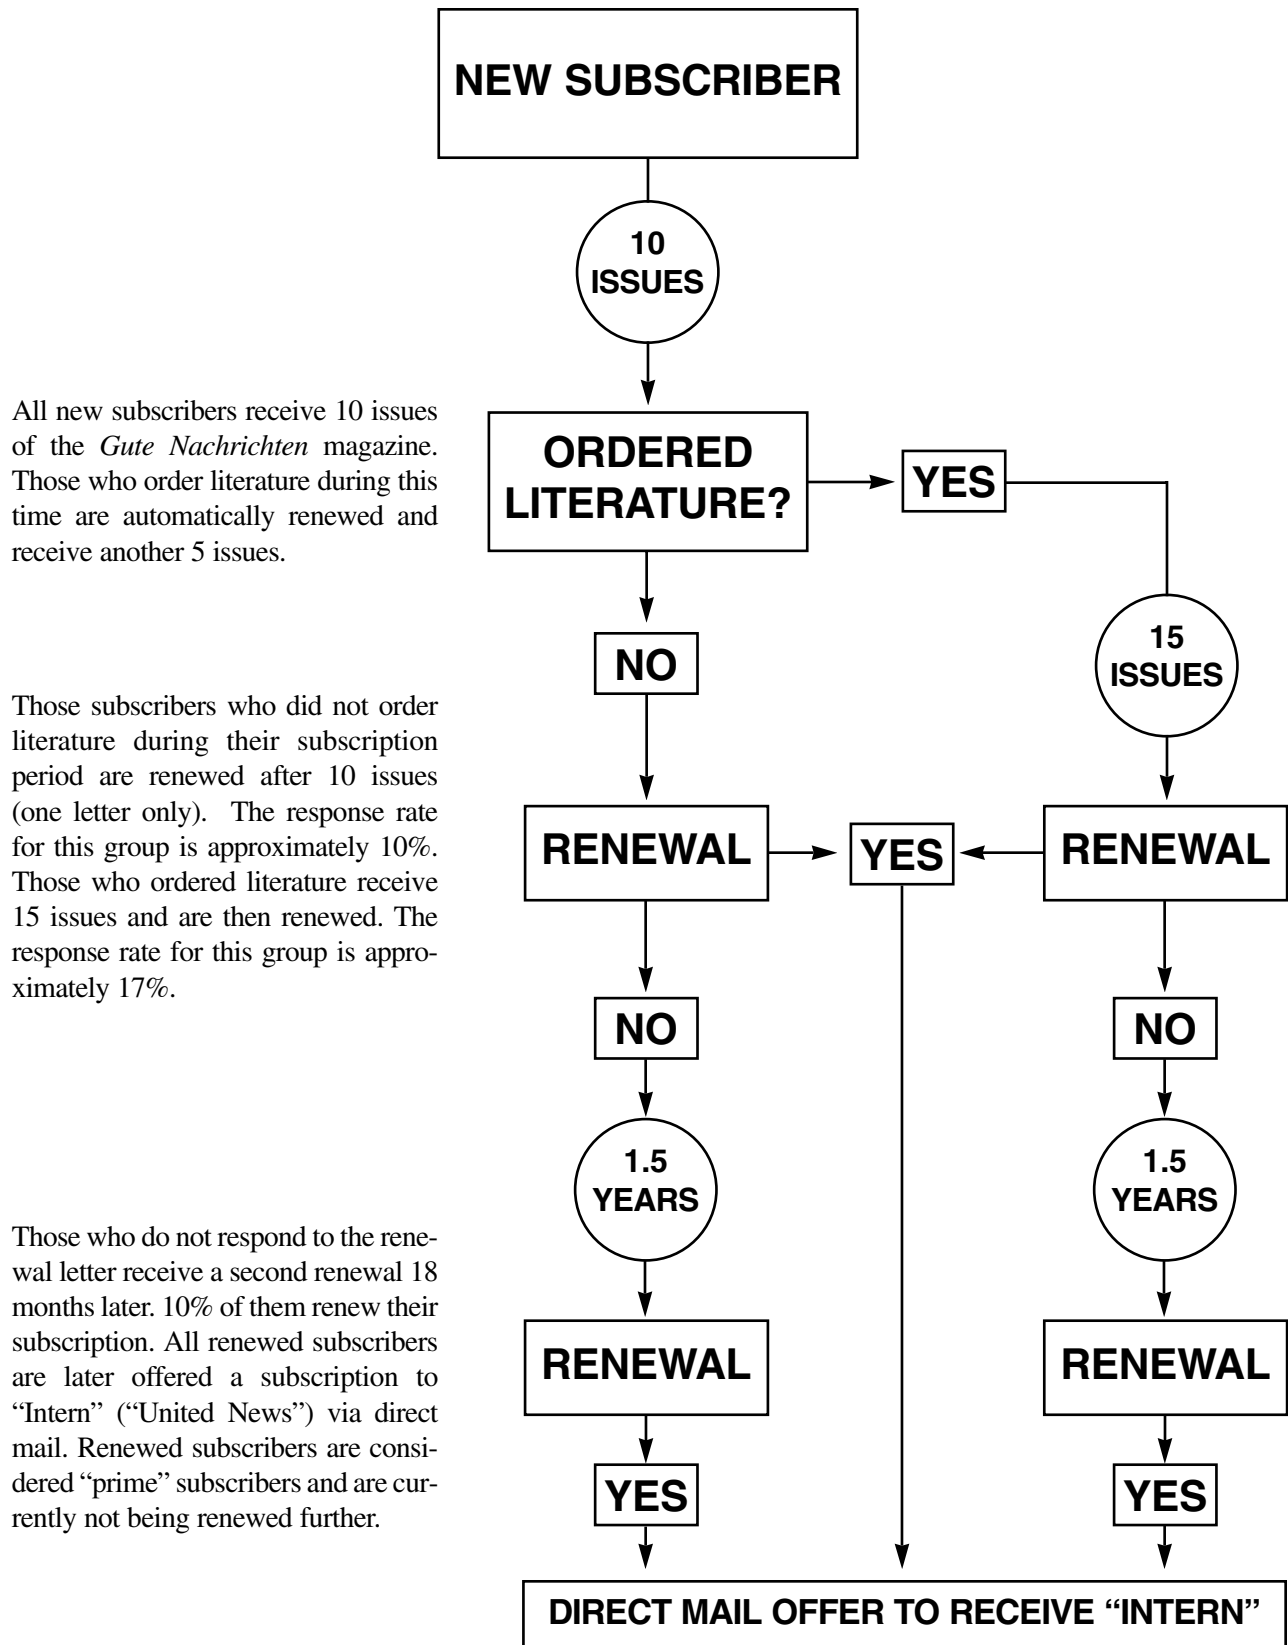 NEW SUBSCRIBER
10
ISSUES
All new subscribers receive 10 issues
of the Gute Nachrichten magazine.
Those who order literature during this
time are automatically renewed and
receive another 5 issues.
ORDERED
LITERATURE?
YES
NO
15
ISSUES
Those subscribers who did not order
literature during their subscription
period are renewed after 10 issues
(one letter only). The response rate
for this group is approximately 10%.
Those who ordered literature receive
15 issues and are then renewed. The
response rate for this group is appro-
ximately 17%.
RENEWAL
YES
RENEWAL
NO
NO
1.5
YEARS
1.5
YEARS
Those who do not respond to the rene-
wal letter receive a second renewal 18
months later. 10% of them renew their
subscription. All renewed subscribers
are later offered a subscription to
“Intern” (“United News”) via direct
mail. Renewed subscribers are consi-
dered “prime” subscribers and are cur-
rently not being renewed further.
RENEWAL
RENEWAL
YES
YES
DIRECT MAIL OFFER TO RECEIVE “INTERN”